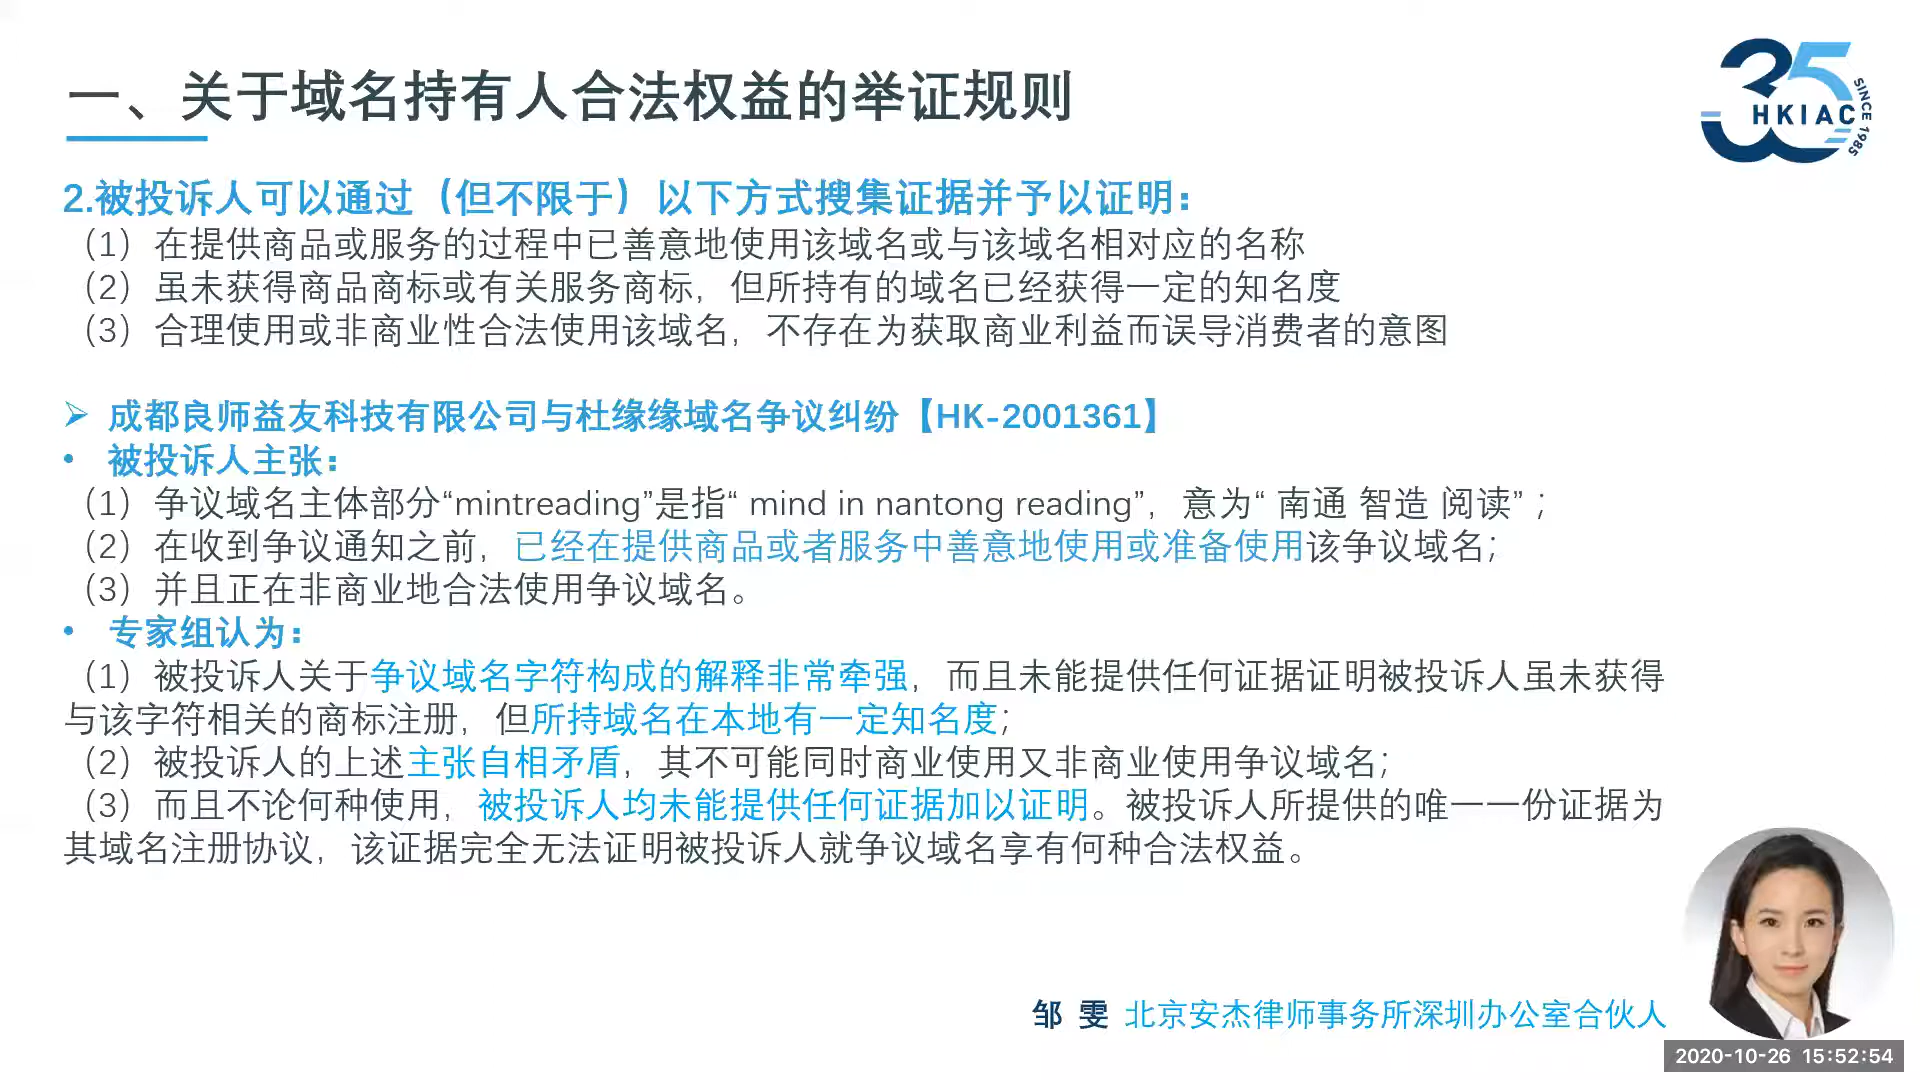 一、关于域名持有人合法权益的举证规则
35
HKIAC
SINCE 1985
2.被投诉人可以通过（但不限于）以下方式搜集证据并予以证明：
（1）在提供商品或服务的过程中已善意地使用该域名或与该域名相对应的名称
（2）虽未获得商品商标或有关服务商标，但所持有的域名已经获得一定的知名度
（3）合理使用或非商业性合法使用该域名，不存在为获取商业利益而误导消费者的意图
➢ 成都良师益友科技有限公司与杜缘缘域名争议纠纷【HK-2001361】
• 被投诉人主张：
（1）争议域名主体部分“mintreading”是指“ mind in nantong reading”，意为“ 南通 智造 阅读” ；
（2）在收到争议通知之前，已经在提供商品或者服务中善意地使用或准备使用该争议域名；
（3）并且正在非商业地合法使用争议域名。
• 专家组认为：
（1）被投诉人关于争议域名字符构成的解释非常牵强，而且未能提供任何证据证明被投诉人虽未获得
与该字符相关的商标注册，但所持域名在本地有一定知名度；
（2）被投诉人的上述主张自相矛盾，其不可能同时商业使用又非商业使用争议域名；
（3）而且不论何种使用，被投诉人均未能提供任何证据加以证明。被投诉人所提供的唯一一份证据为
其域名注册协议，该证据完全无法证明被投诉人就争议域名享有何种合法权益。
邹 雯 北京安杰律师事务所深圳办公室合伙人
2020-10-26 15:52:54